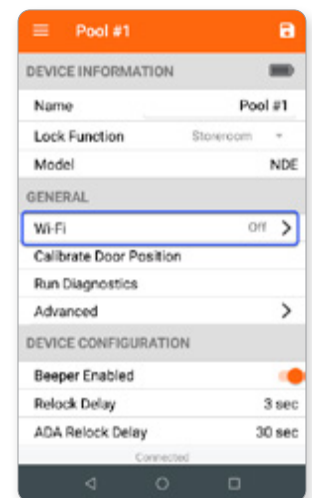 Pool #1
DEVICE INFORMATION
Name Pool #1
Lock Function Storeroom
Model NDE
GENERAL
Wi-Fi Off
Calibrate Door Position
Run Diagnostics
Advanced
DEVICE CONFIGURATION
Beeper Enabled
Relock Delay 3 sec
ADA Relock Delay 30 sec
Connected